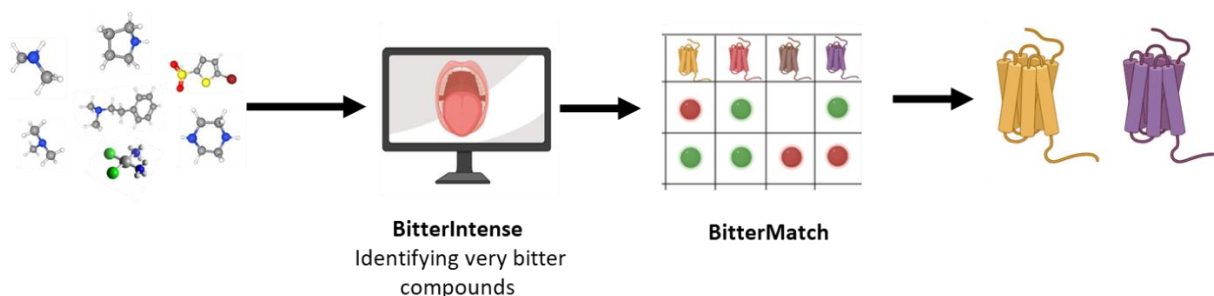 BitterIntense
Identifying very bitter
compounds
BitterMatch